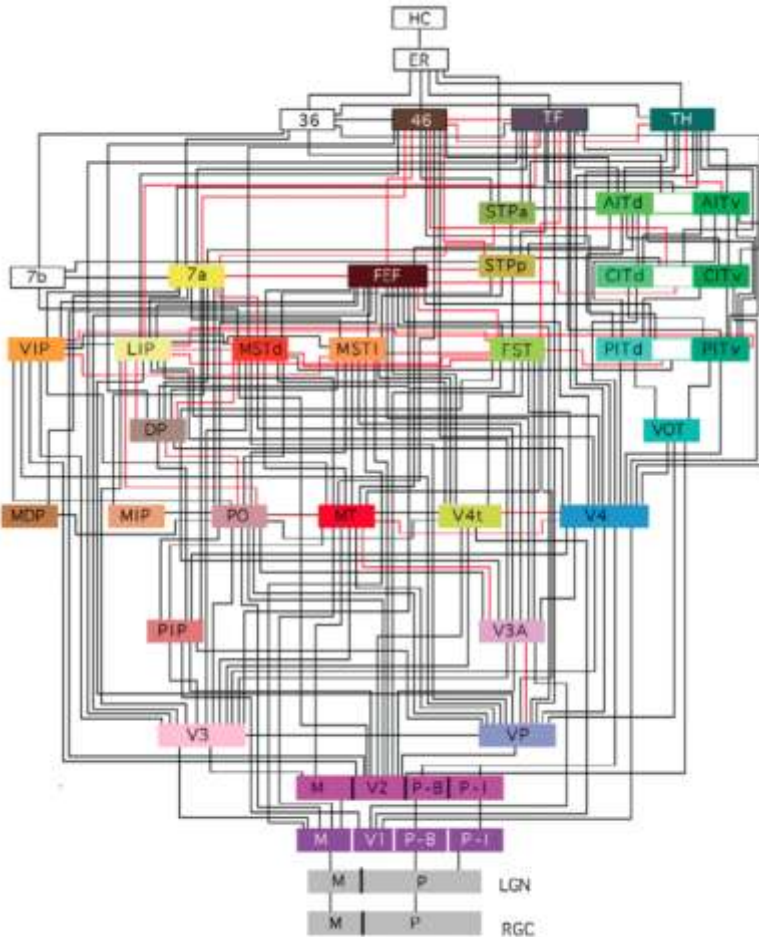 HC
ER
36 46 TF TH
STPa AITd AITv
7b 7a FEF STPp CITd CITv
VIP LIP MSTd MSTl FST PITd PITv
DP VOT
MDP MIP PO MT V4t V4
PIP V3A
V3 VP
M V2 P-B P-I
M V1 P-B P-I
M P LGN
M P RGC